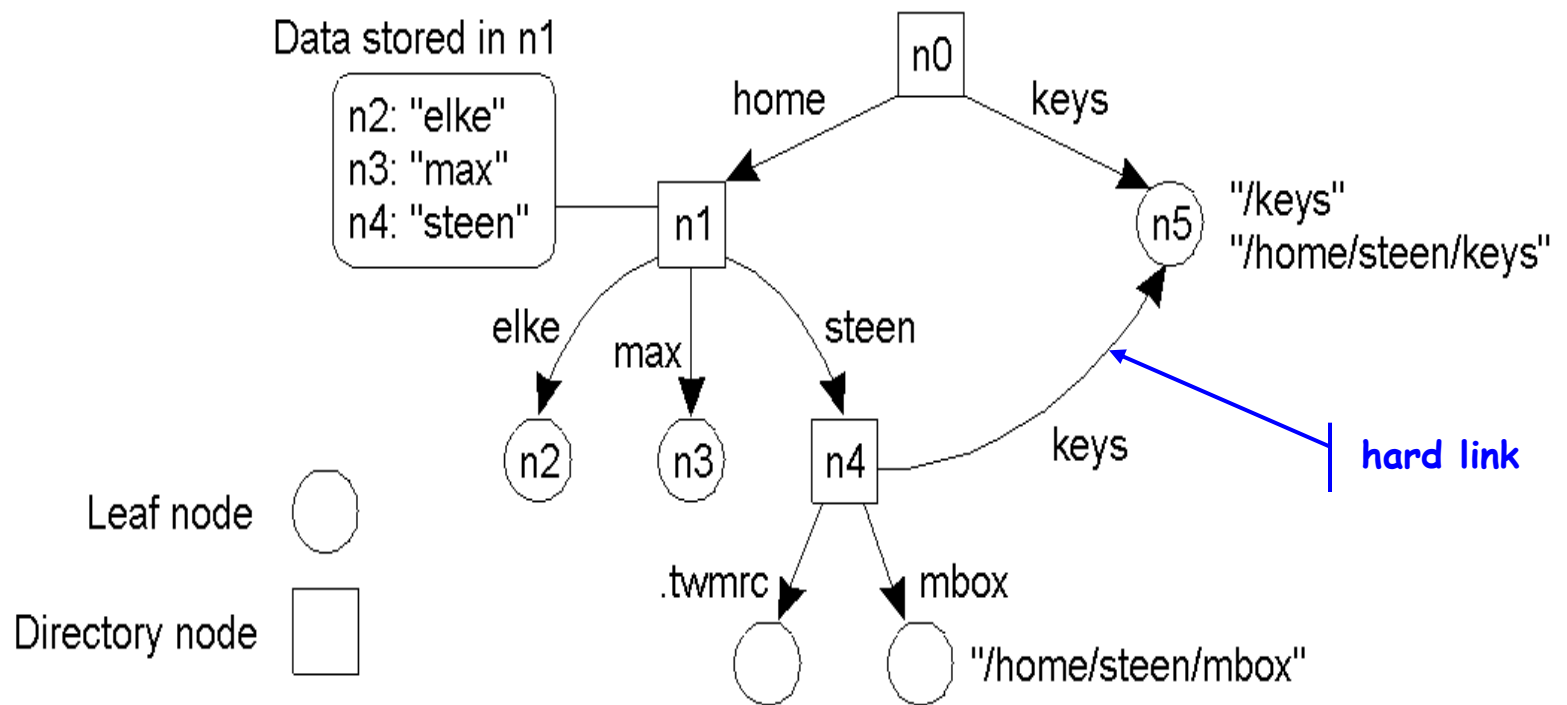 Data stored in n1
n2: "elke"
n3: "max"
n4: "steen"
n0
home
keys
n1
n5
"/keys"
"/home/steen/keys"
elke
max
steen
n2
n3
n4
keys
hard link
Leaf node
.twmrc
mbox
Directory node
"/home/steen/mbox"